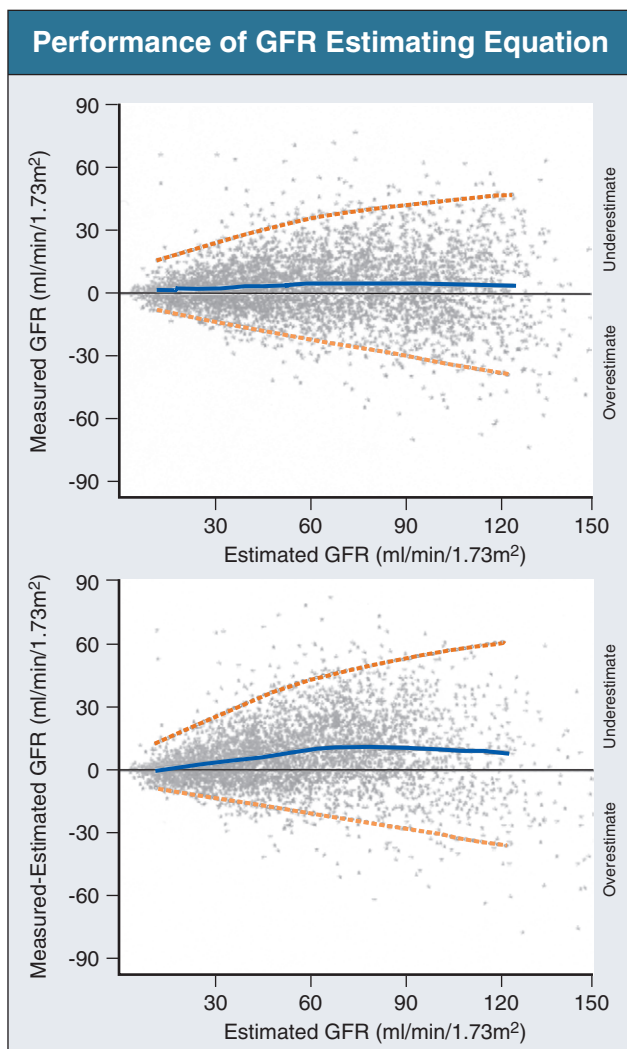 Performance of GFR Estimating Equation
90
60
30
0
-30
-60
-90
Measured GFR (ml/min/1.73m²)
Underestimate
Overestimate
30 60 90 120 150
Estimated GFR (ml/min/1.73m²)
90
60
30
0
-30
-60
-90
Measured-Estimated GFR (ml/min/1.73m²)
Underestimate
Overestimate
30 60 90 120 150
Estimated GFR (ml/min/1.73m²)